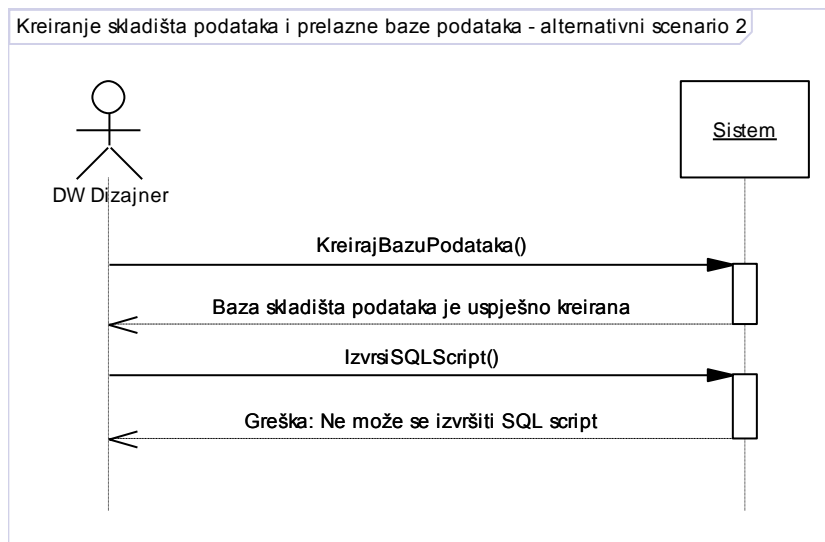 Kreiranje skladišta podataka i prelazne baze podataka - alternativni scenario 2
Sistem
DW Dizajner
KreirajBazuPodataka()
Baza skladišta podataka je uspješno kreirana
IzvrsiSQLScript()
Greška: Ne može se izvršiti SQL script